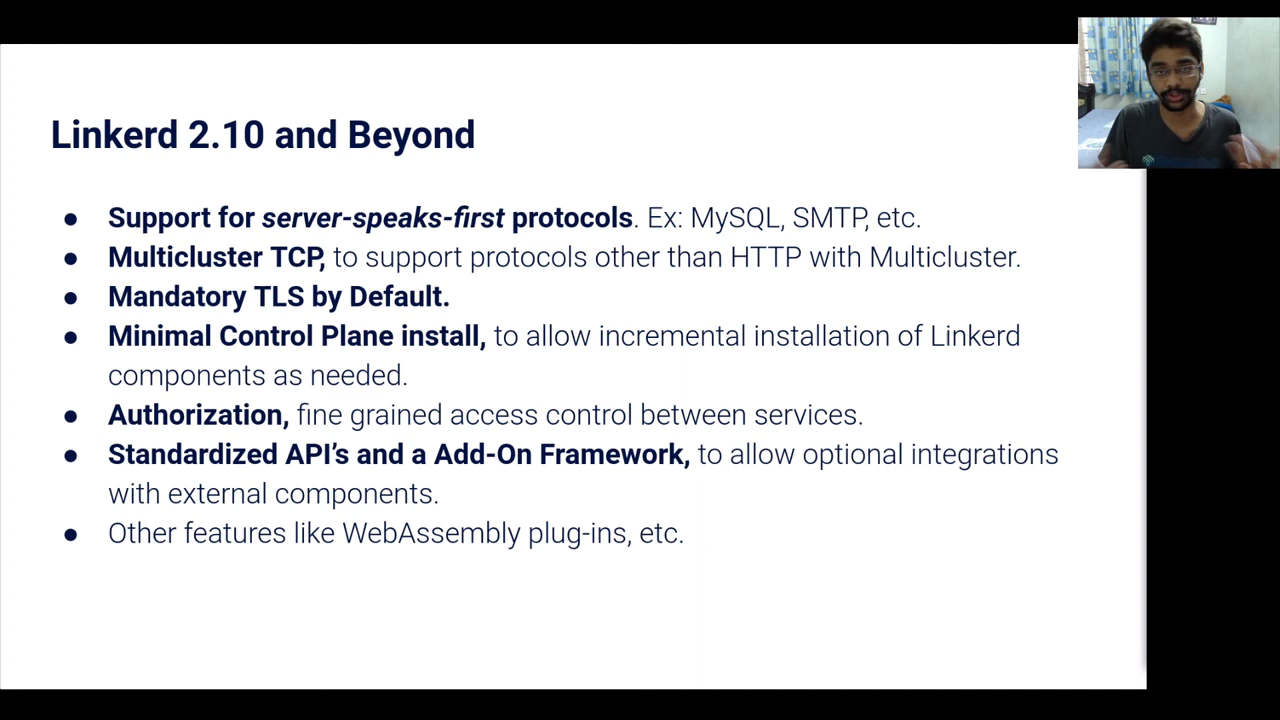 Linkerd 2.10 and Beyond
● Support for server-speaks-first protocols. Ex: MySQL, SMTP, etc.
● Multicluster TCP, to support protocols other than HTTP with Multicluster.
● Mandatory TLS by Default.
● Minimal Control Plane install, to allow incremental installation of Linkerd
components as needed.
● Authorization, fine grained access control between services.
● Standardized API's and a Add-On Framework, to allow optional integrations
with external components.
● Other features like WebAssembly plug-ins, etc.